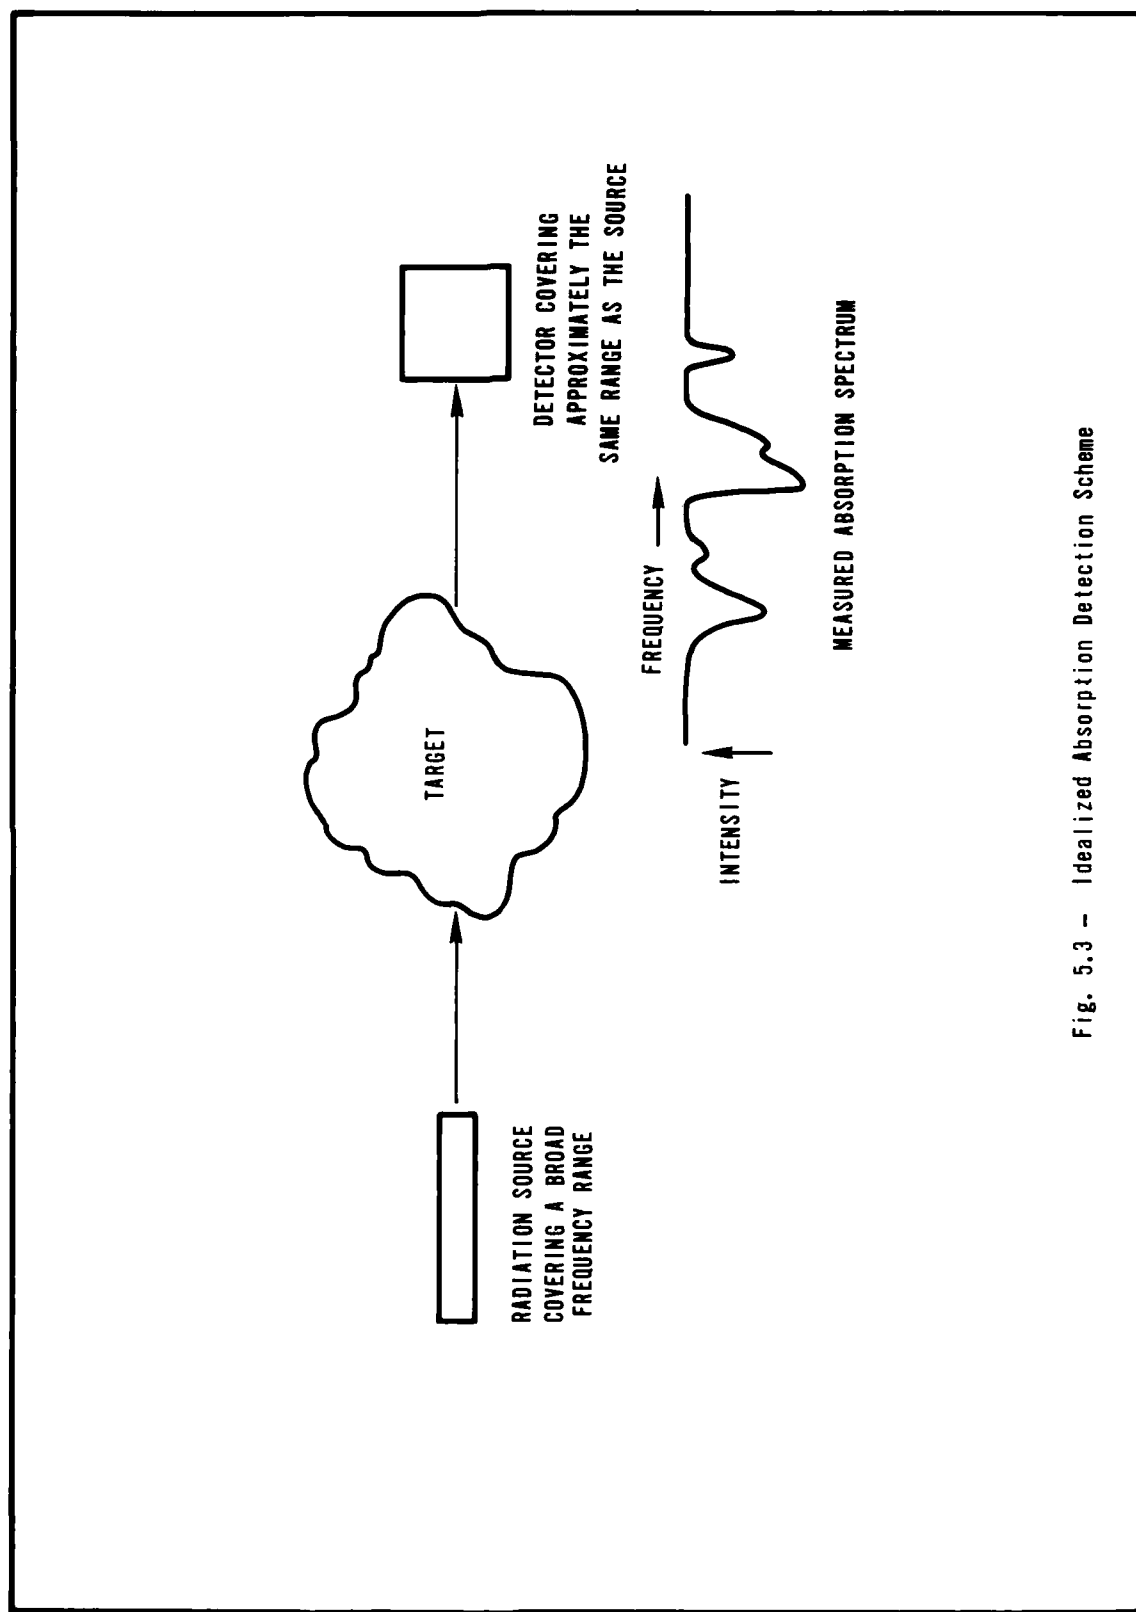 RADIATION SOURCE
COVERING A BROAD
FREQUENCY RANGE
TARGET
DETECTOR COVERING
APPROXIMATELY THE
SAME RANGE AS THE SOURCE
INTENSITY
FREQUENCY
MEASURED ABSORPTION SPECTRUM
Fig. 5.3 – Idealized Absorption Detection Scheme